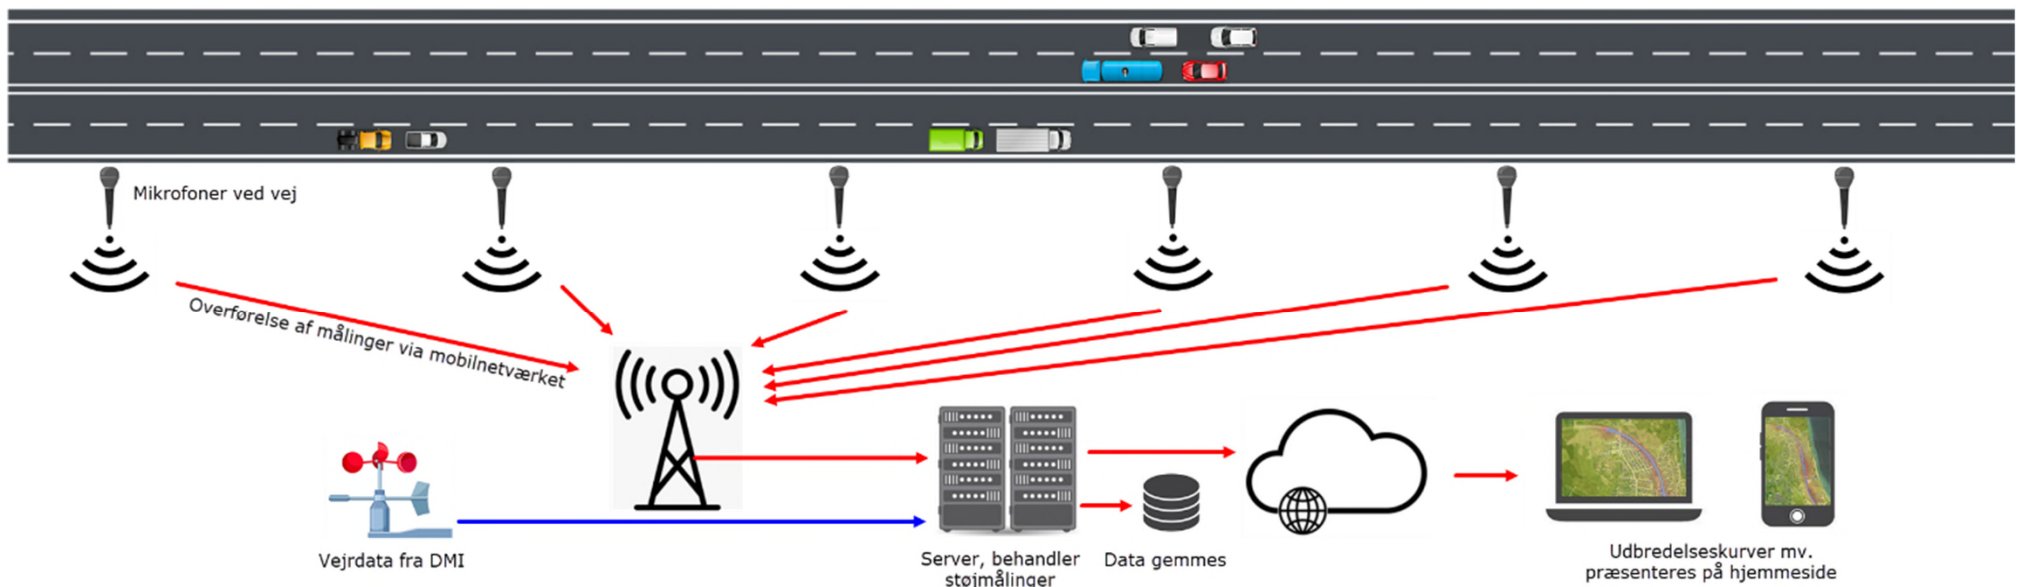 Mikrofoner ved vej
Overførelse af målinger via mobilnetværket
Vejrdata fra DMI
Server, behandler
støjmålinger
Data gemmes
Udbredelseskurver mv.
præsenteres på hjemmeside